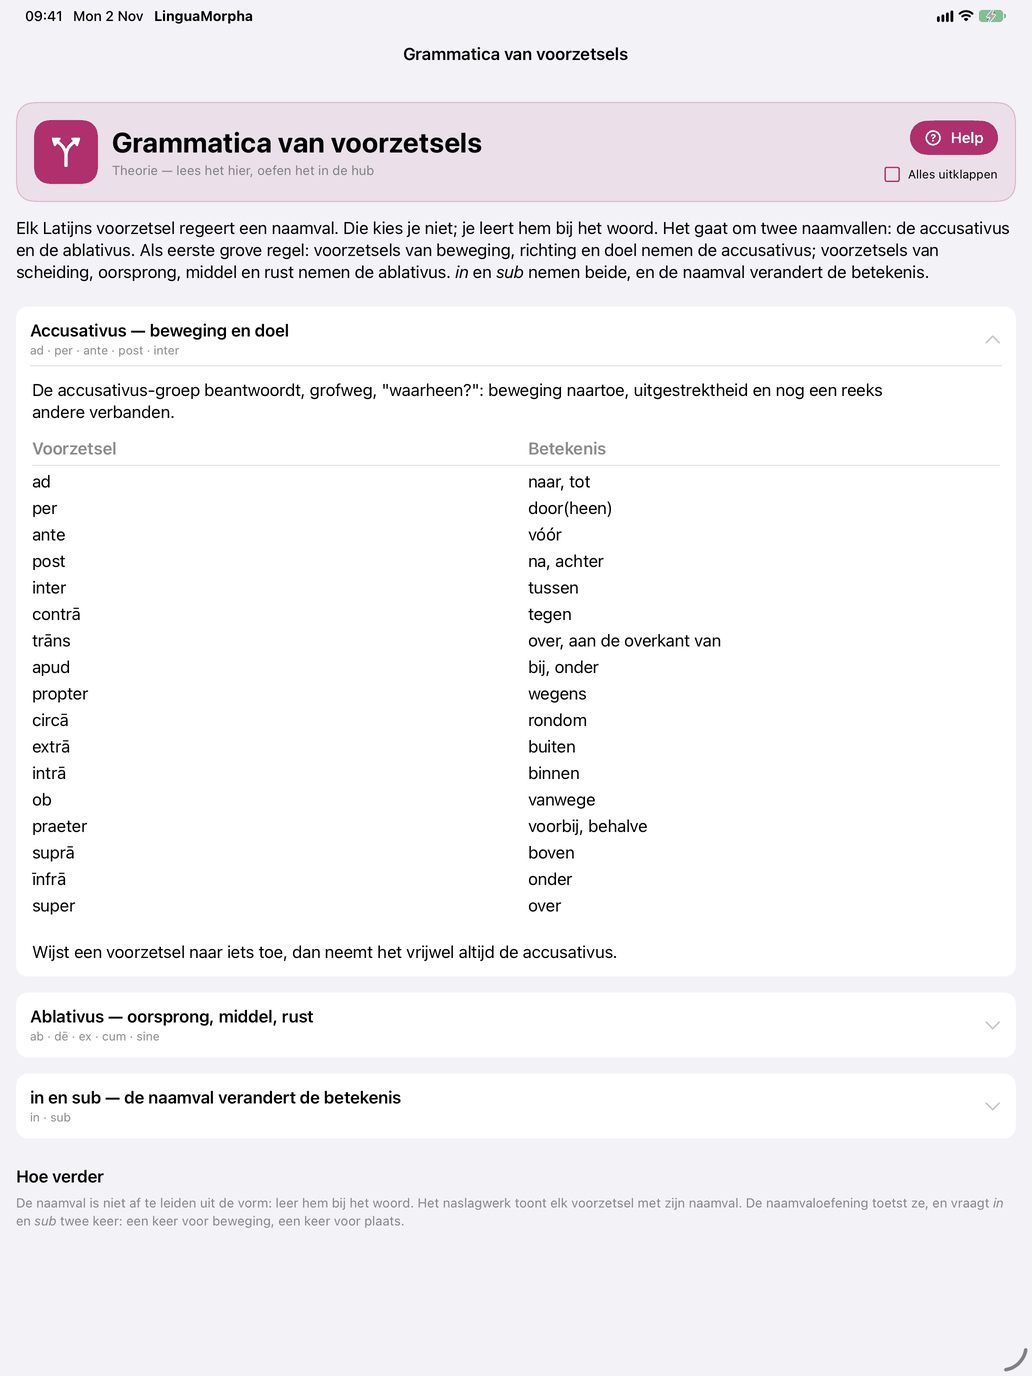 09:41 Mon 2 Nov LinguaMorpha
Grammatica van voorzetsels
Grammatica van voorzetsels
Theorie — lees het hier, oefen het in de hub
Help
Alles uitklappen
Elk Latijns voorzetsel regeert een naamval. Die kies je niet; je leert hem bij het woord. Het gaat om twee naamvallen: de accusativus
en de ablativus. Als eerste grove regel: voorzetsels van beweging, richting en doel nemen de accusativus; voorzetsels van
scheiding, oorsprong, middel en rust nemen de ablativus. in en sub nemen beide, en de naamval verandert de betekenis.
Accusativus — beweging en doel
ad · per · ante · post · inter
De accusativus-groep beantwoordt, grofweg, "waarheen?": beweging naartoe, uitgestrektheid en nog een reeks
andere verbanden.
Voorzetsel Betekenis
ad naar, tot
per door(heen)
ante vóór
post na, achter
inter tussen
contrā tegen
trāns over, aan de overkant van
apud bij, onder
propter wegens
circā rondom
extrā buiten
intrā binnen
ob vanwege
praeter voorbij, behalve
suprā boven
īnfrā onder
super over
Wijst een voorzetsel naar iets toe, dan neemt het vrijwel altijd de accusativus.
Ablativus — oorsprong, middel, rust
ab · dē · ex · cum · sine
in en sub — de naamval verandert de betekenis
in · sub
Hoe verder
De naamval is niet af te leiden uit de vorm: leer hem bij het woord. Het naslagwerk toont elk voorzetsel met zijn naamval. De naamvaloefening toetst ze, en vraagt in
en sub twee keer: een keer voor beweging, een keer voor plaats.